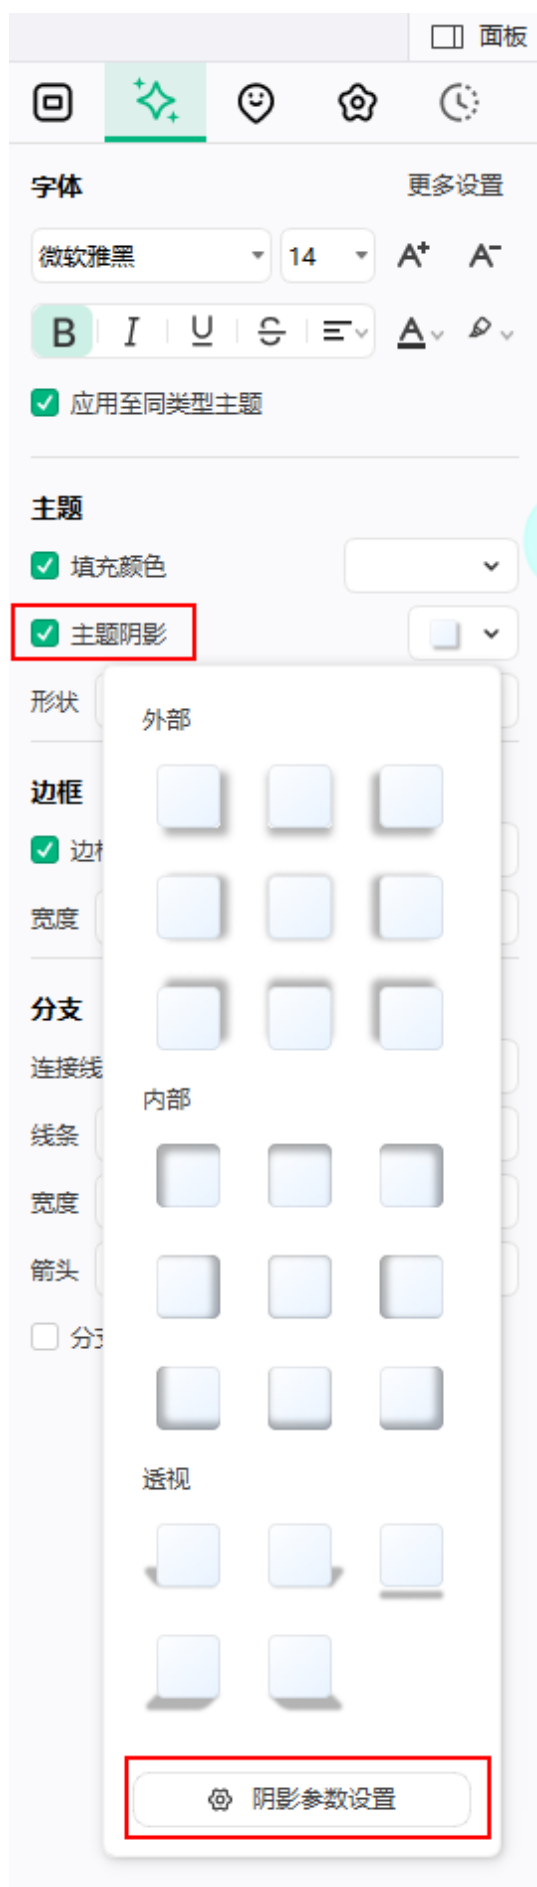 面板
字体 更多设置
微软雅黑 14 A+ A-
B I U S A
应用至同类型主题
主题
填充颜色
主题阴影
形状
外部
边框
边
宽度
分支
连接线
内部
线条
宽度
箭头
分
透视
阴影参数设置